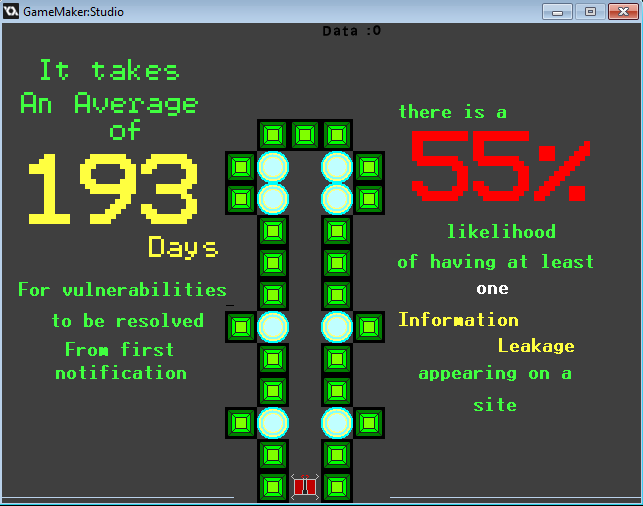 GameMaker:Studio
Data :0
It takes
An Average
of
193
Days
For vulnerabilities
to be resolved
From first
notification
there is a
55%
likelihood
of having at least
one
Information
Leakage
appearing on a
site